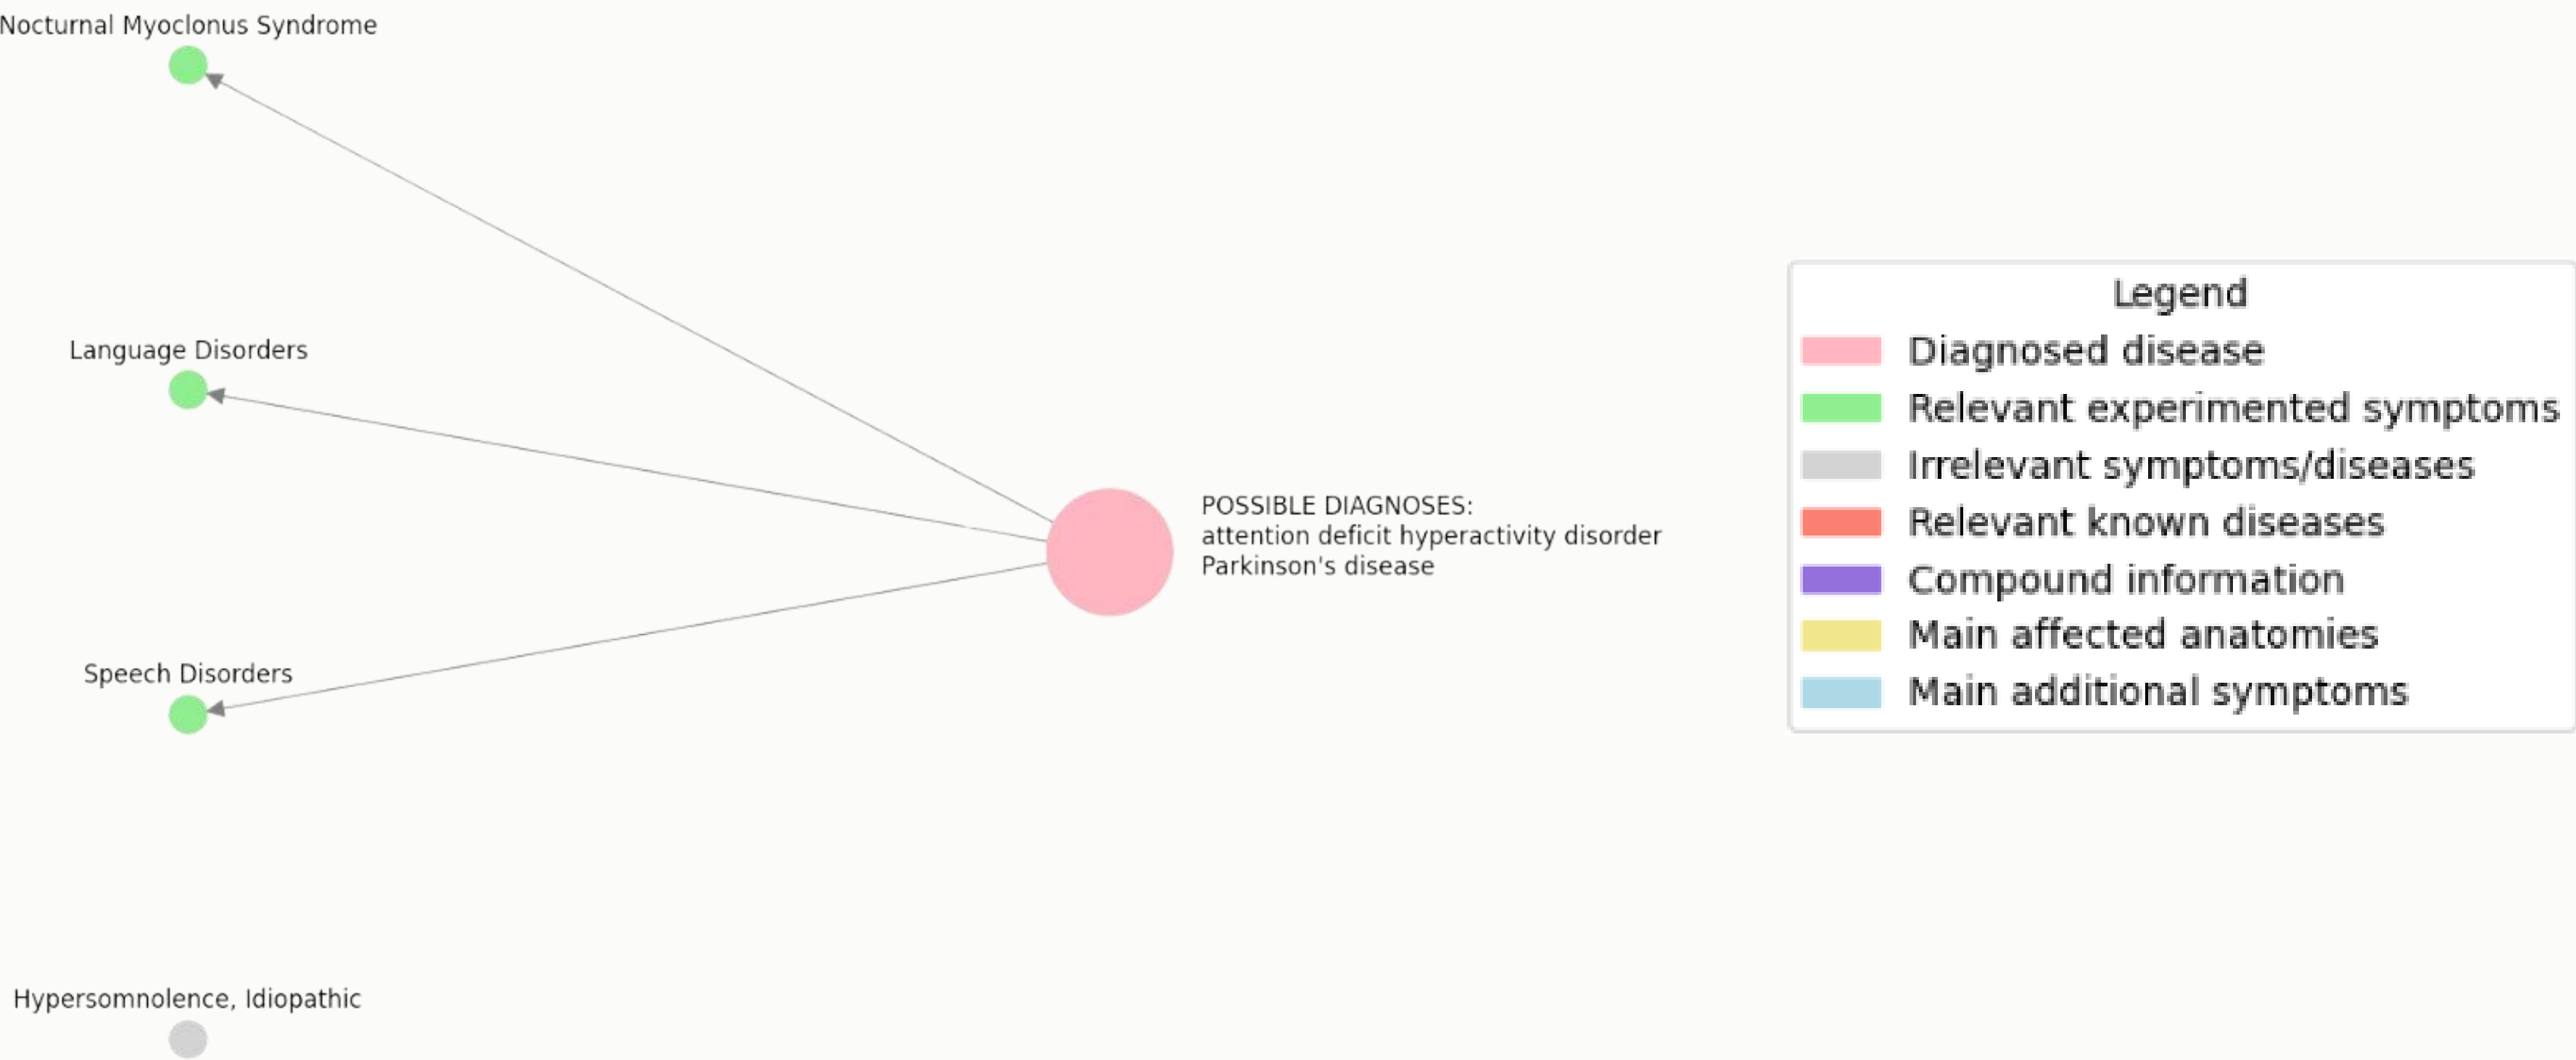 Nocturnal Myoclonus Syndrome
Language Disorders
POSSIBLE DIAGNOSES:
attention deficit hyperactivity disorder
Parkinson's disease
Speech Disorders
Hypersomnolence, Idiopathic
Legend
Diagnosed disease
Relevant experimented symptoms
Irrelevant symptoms/diseases
Relevant known diseases
Compound information
Main affected anatomies
Main additional symptoms